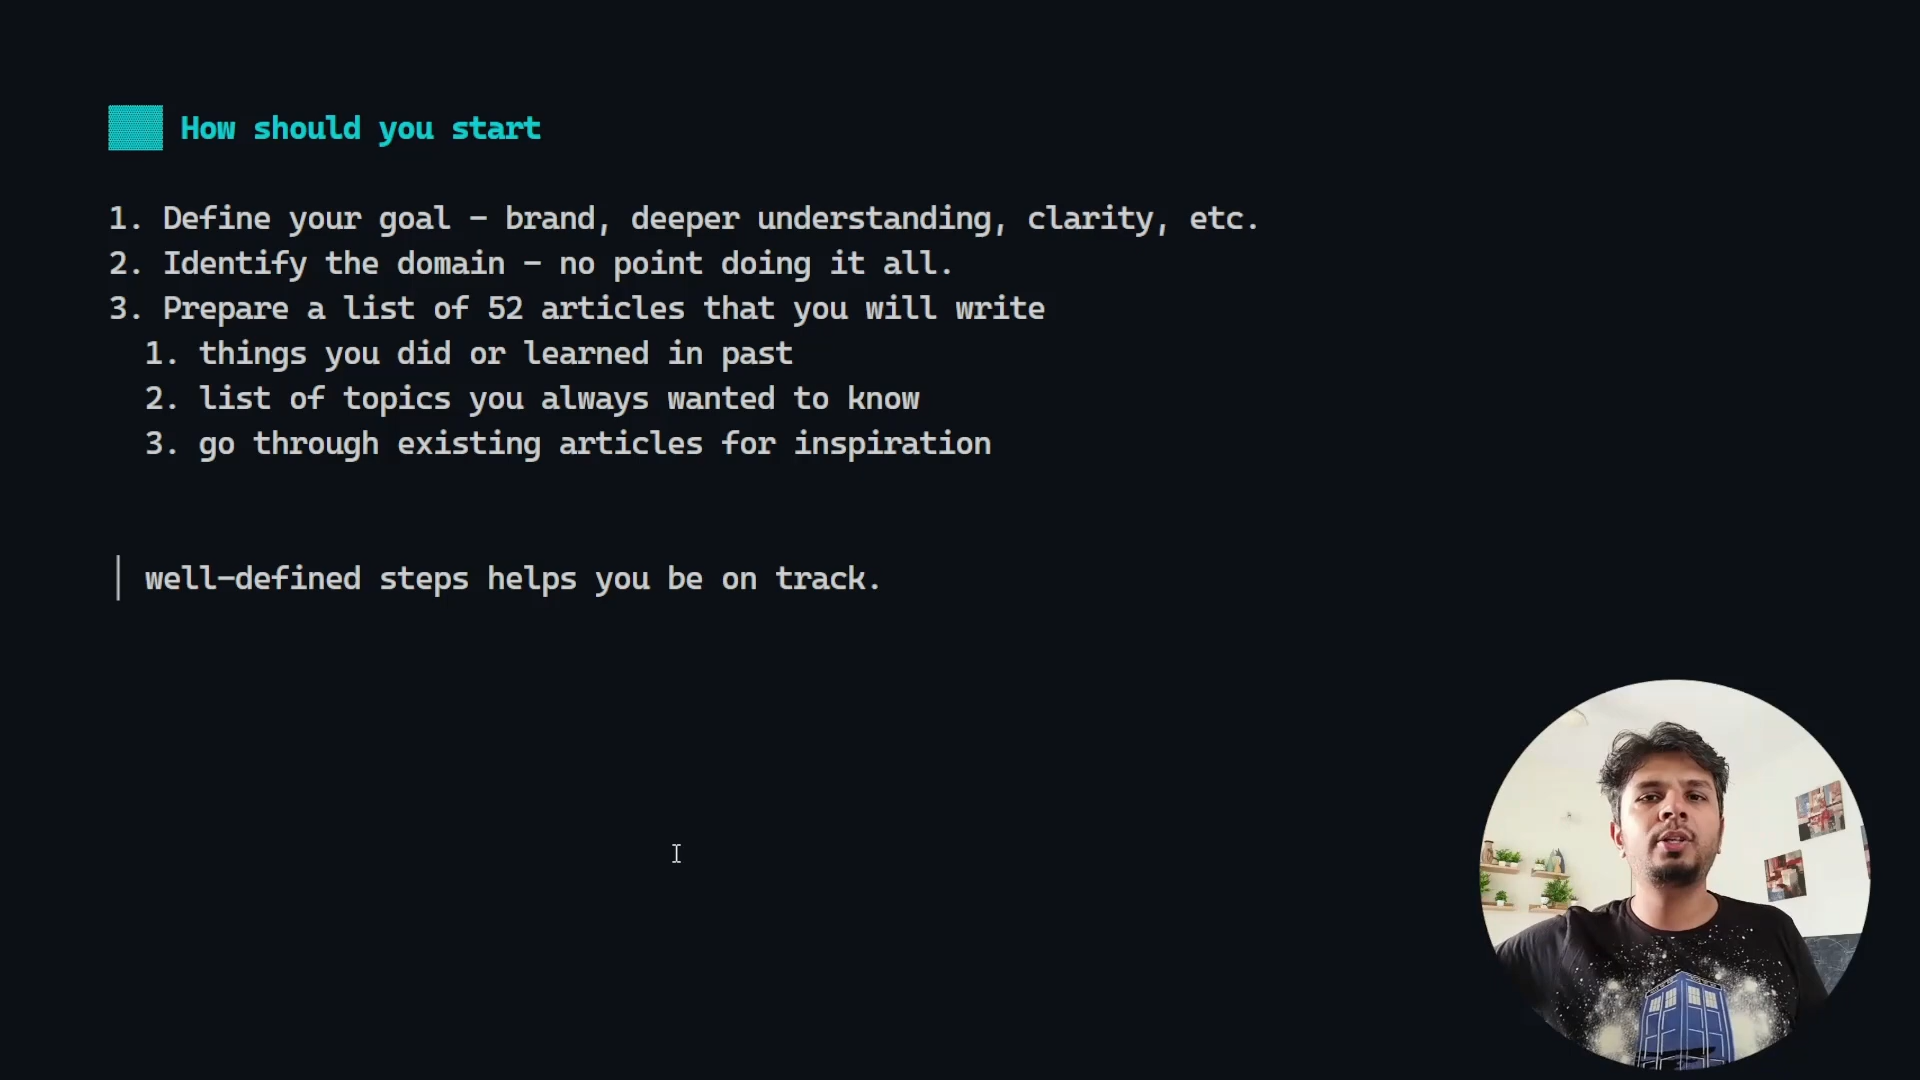 How should you start
1. Define your goal - brand, deeper understanding, clarity, etc.
2. Identify the domain - no point doing it all.
3. Prepare a list of 52 articles that you will write
1. things you did or learned in past
2. list of topics you always wanted to know
3. go through existing articles for inspiration
well-defined steps helps you be on track.